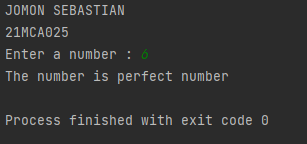 JOMON SEBASTIAN
21MCA025
Enter a number : 6
The number is perfect number
Process finished with exit code 0